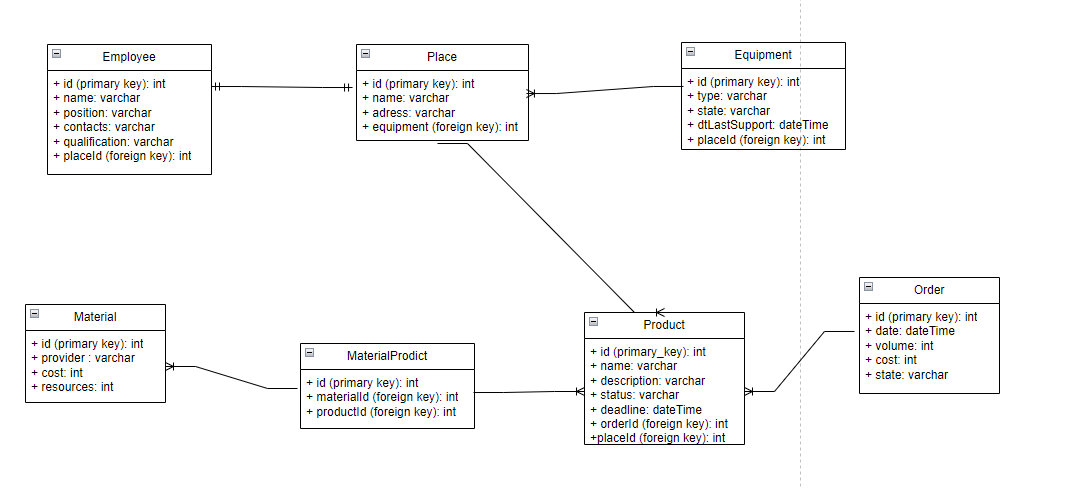 Employee
+ id (primary key): int
+ name: varchar
+ position: varchar
+ contacts: varchar
+ qualification: varchar
+ placeId (foreign key): int
Place
+ id (primary key): int
+ name: varchar
+ adress: varchar
+ equipment (foreign key): int
Equipment
+ id (primary key): int
+ type: varchar
+ state: varchar
+ dtLastSupport: dateTime
+ placeId (foreign key): int
Material
+ id (primary key): int
+ provider : varchar
+ cost: int
+ resources: int
MaterialProdict
+ id (primary key): int
+ materialId (foreign key): int
+ productId (foreign key): int
Product
+ id (primary_key): int
+ name: varchar
+ description: varchar
+ status: varchar
+ deadline: dateTime
+ orderId (foreign key): int
+placeId (foreign key): int
Order
+ id (primary key): int
+ date: dateTime
+ volume: int
+ cost: int
+ state: varchar